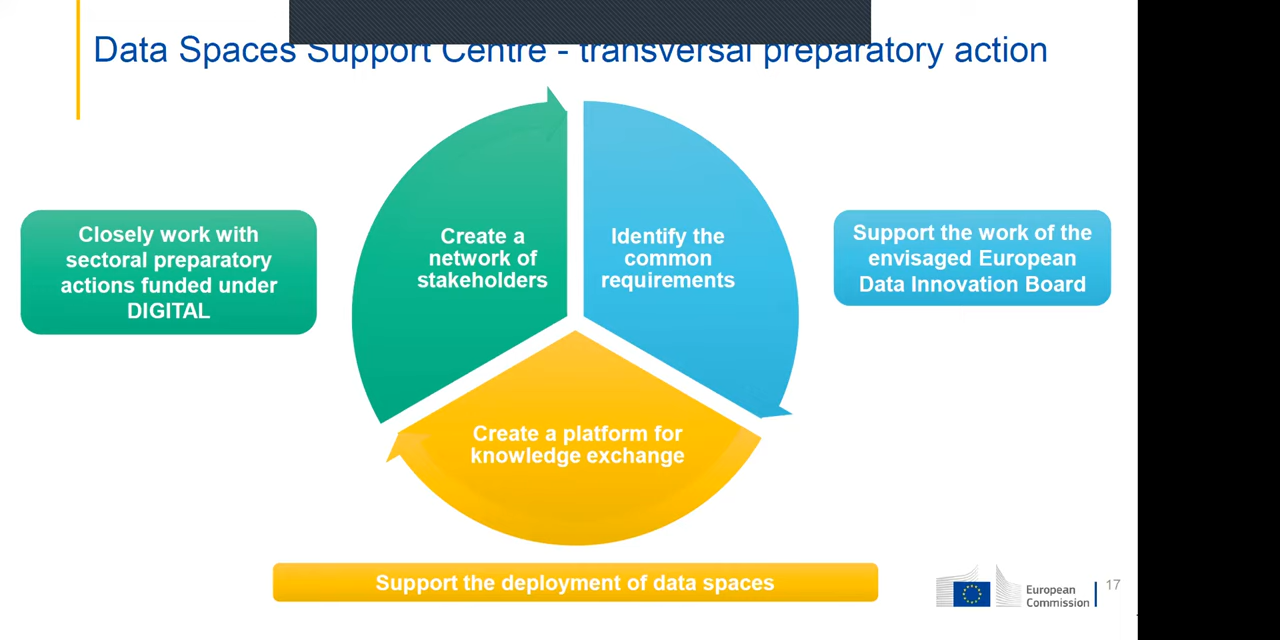 Data Spaces Support Centre - transversal preparatory action
Closely work with
sectoral preparatory
actions funded under
DIGITAL
Create a
network of
stakeholders
Identify the
common
requirements
Support the work of the
envisaged European
Data Innovation Board
Create a platform for
knowledge exchange
Support the deployment of data spaces
European
Commission
17